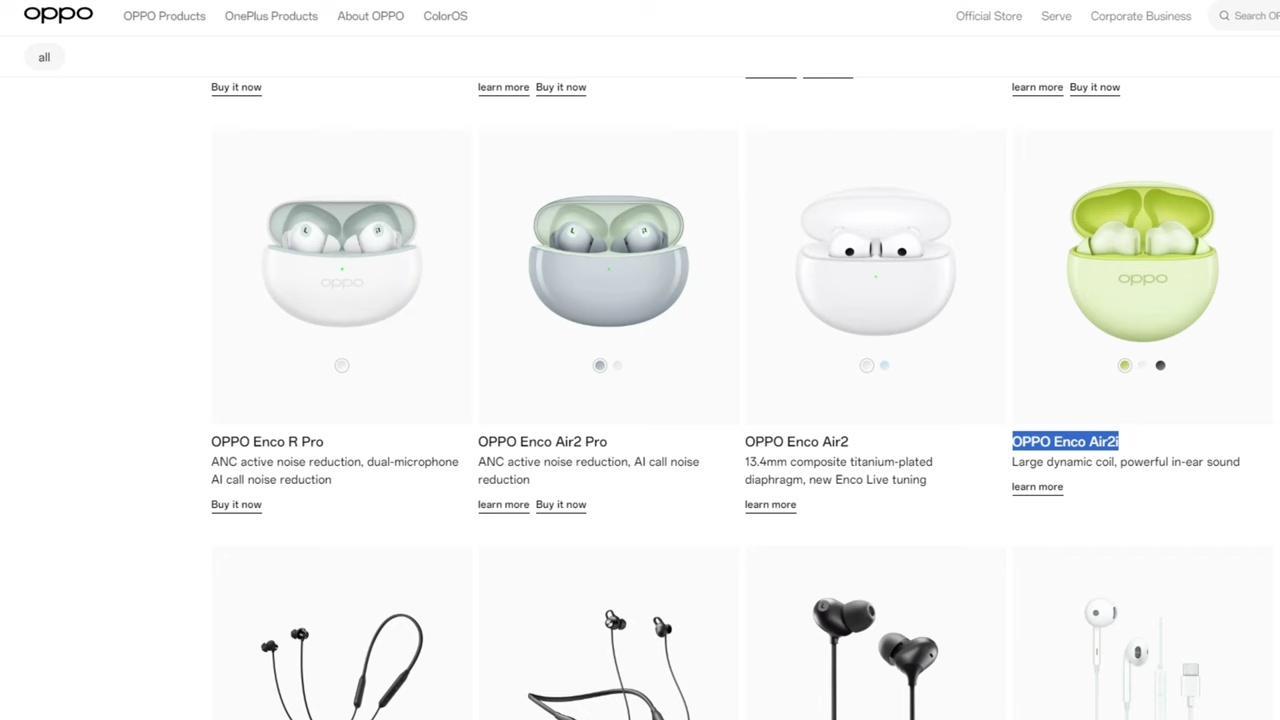 oppo
OPPO Products
OnePlus Products
About OPPO
ColorOS
Official Store
Serve
Corporate Business
Search
all
Buy it now
learn more Buy it now
learn more Buy it now
oppo
oppo
OPPO Enco R Pro
ANC active noise reduction, dual-microphone
AI call noise reduction
Buy it now
OPPO Enco Air2 Pro
ANC active noise reduction, AI call noise
reduction
learn more Buy it now
OPPO Enco Air2
13.4mm composite titanium-plated
diaphragm, new Enco Live tuning
learn more
OPPO Enco Air2i
Large dynamic coil, powerful in-ear sound
learn more